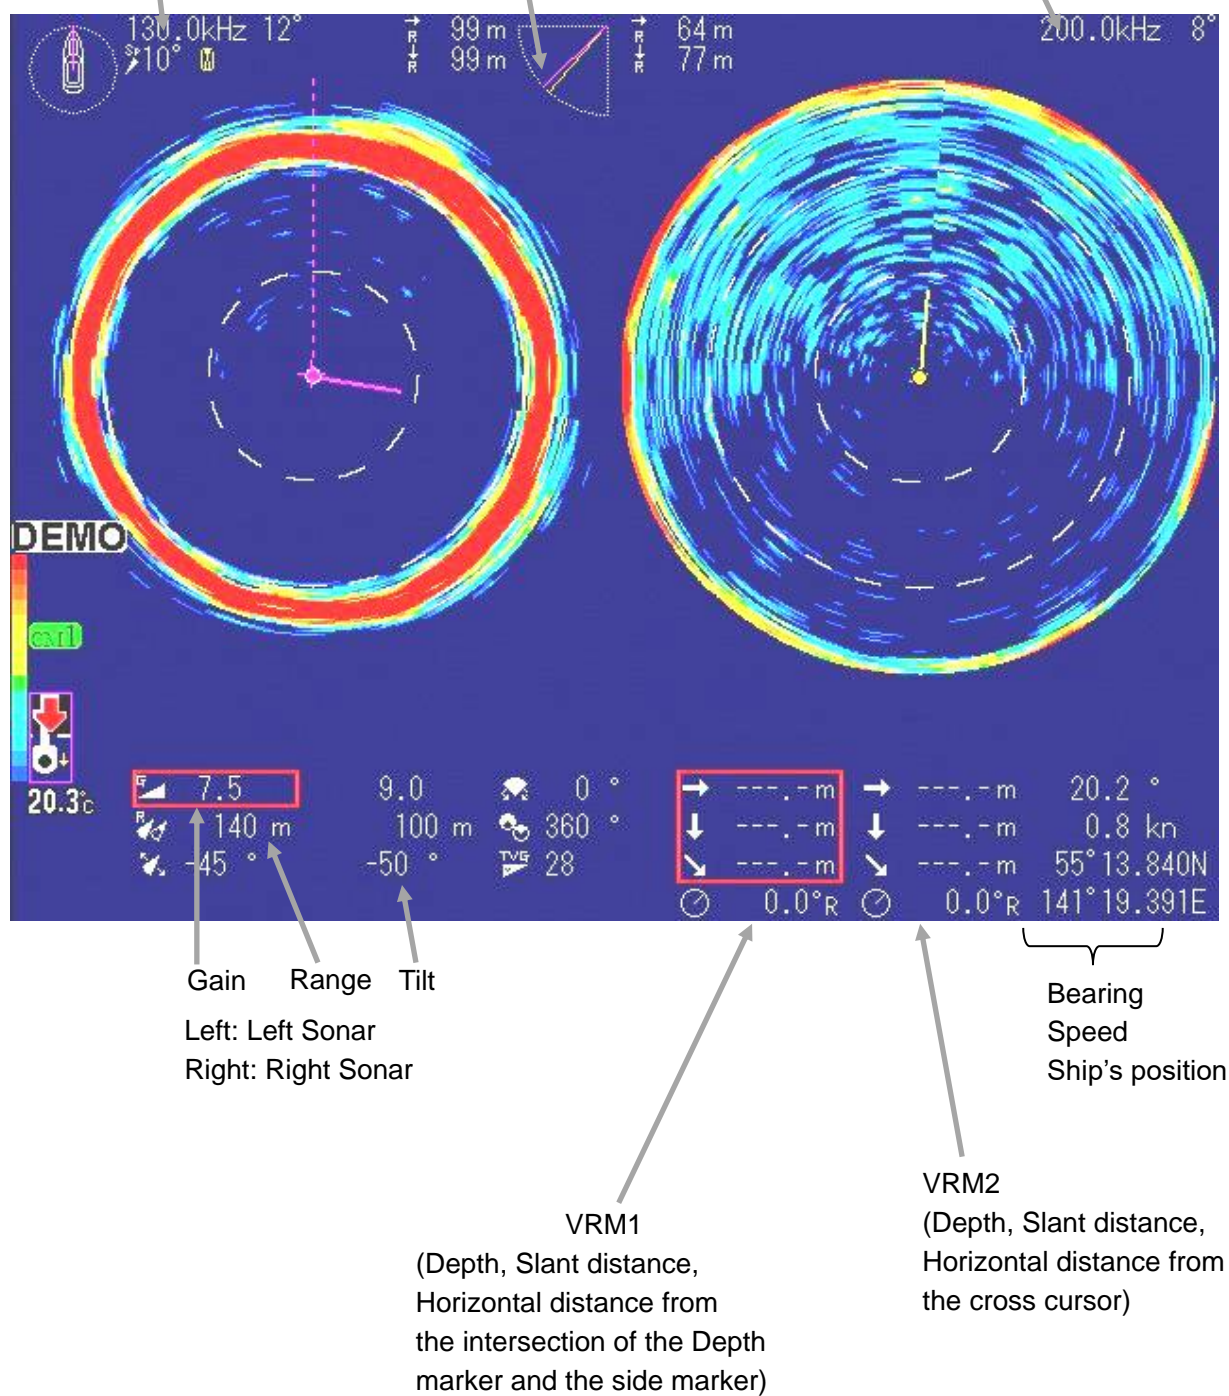 130.0kHz 12° → R 99 m → R 64 m 200.0kHz 8°
SP 10° M ↓ R 99 m ↓ R 77 m
DEMO
CM1
20.3°C
G 7.5 9.0 0 ° → ---.-m → ---.-m 20.2 °
R 140 m 100 m 360 ° ↓ ---.-m ↓ ---.-m 0.8 kn
-45 ° -50 ° TVG 28 ↘ ---.-m ↘ ---.-m 55°13.840N
0.0°R 0.0°R 141°19.391E
Gain Range Tilt
Left: Left Sonar
Right: Right Sonar
Bearing
Speed
Ship's position
VRM1
(Depth, Slant distance,
Horizontal distance from
the intersection of the Depth
marker and the side marker)
VRM2
(Depth, Slant distance,
Horizontal distance from
the cross cursor)